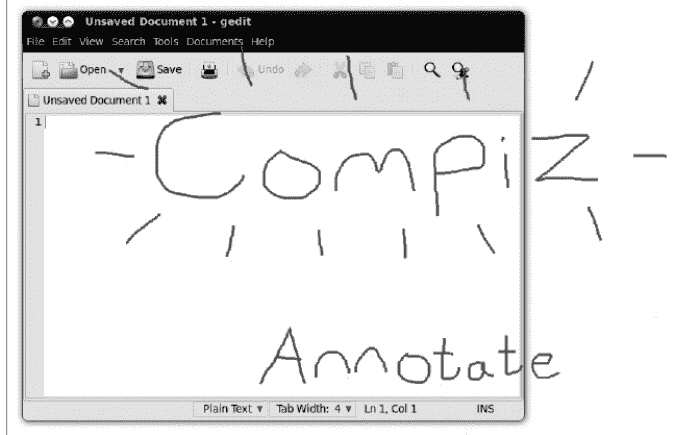 Unsaved Document 1 - gedit
File Edit View Search Tools Documents Help
Open Save Undo
Unsaved Document 1
1
Compiz
Annotate
Plain Text Tab Width: 4 Ln 1, Col 1 INS